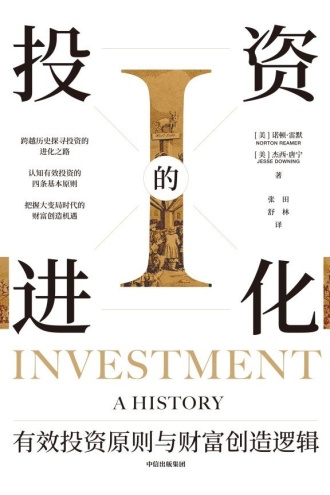 投资
的
进化
跨越历史探寻投资的
进化之路
认知有效投资的
四条基本原则
把握大变局时代的
财富创造机遇
[美] 诺顿·雷默
NORTON REAMER
[美] 杰西·唐宁
JESSE DOWNING
著
张田
舒林
译
INVESTMENT
A HISTORY
有效投资原则与财富创造逻辑
中信出版集团